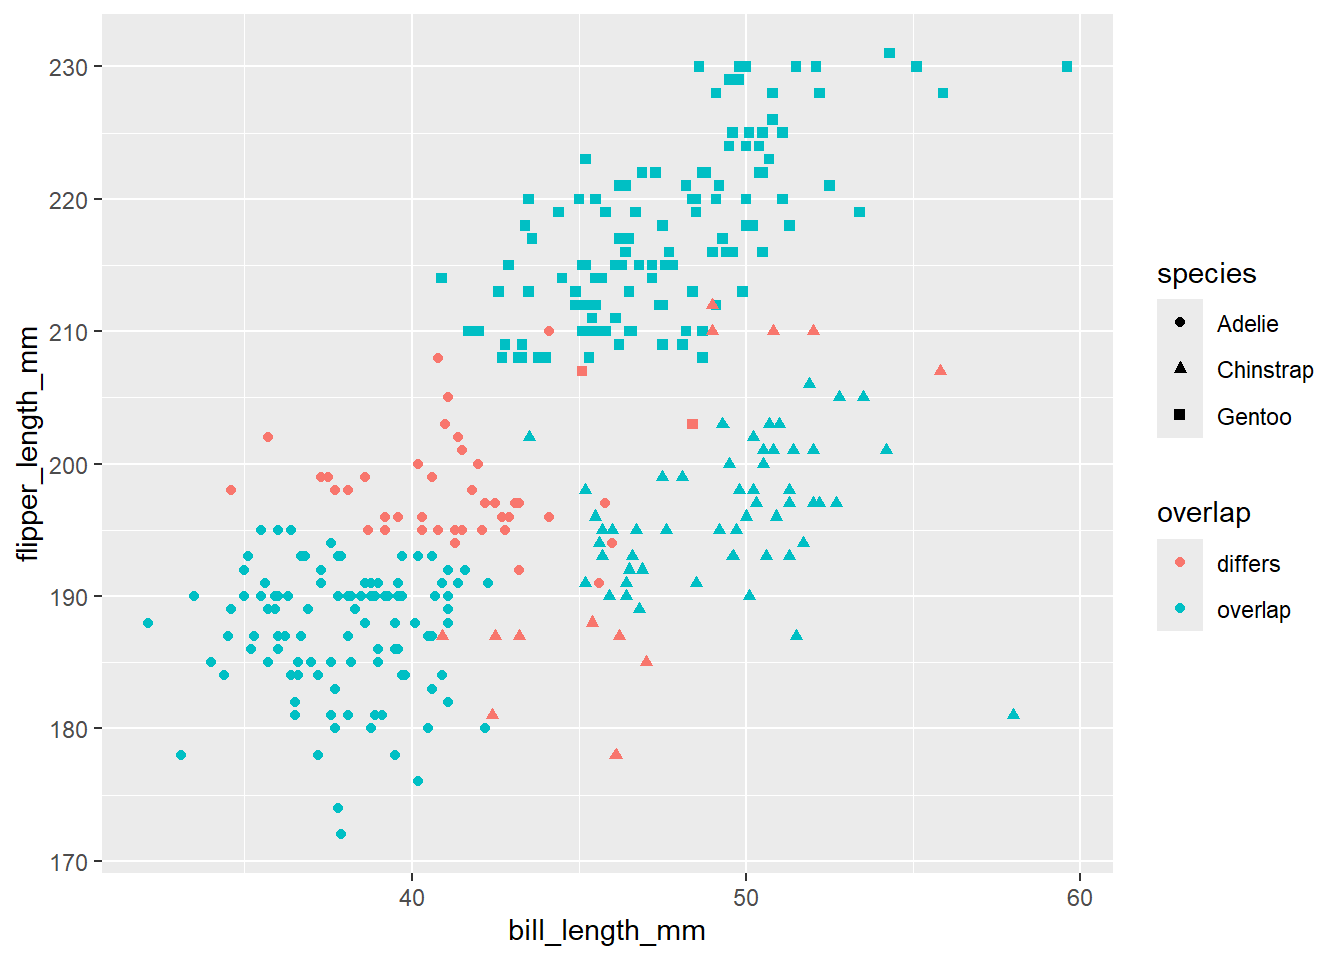 230
220
210
200
190
180
170
flipper_length_mm
40
50
60
bill_length_mm
species
Adelie
Chinstrap
Gentoo
overlap
differs
overlap